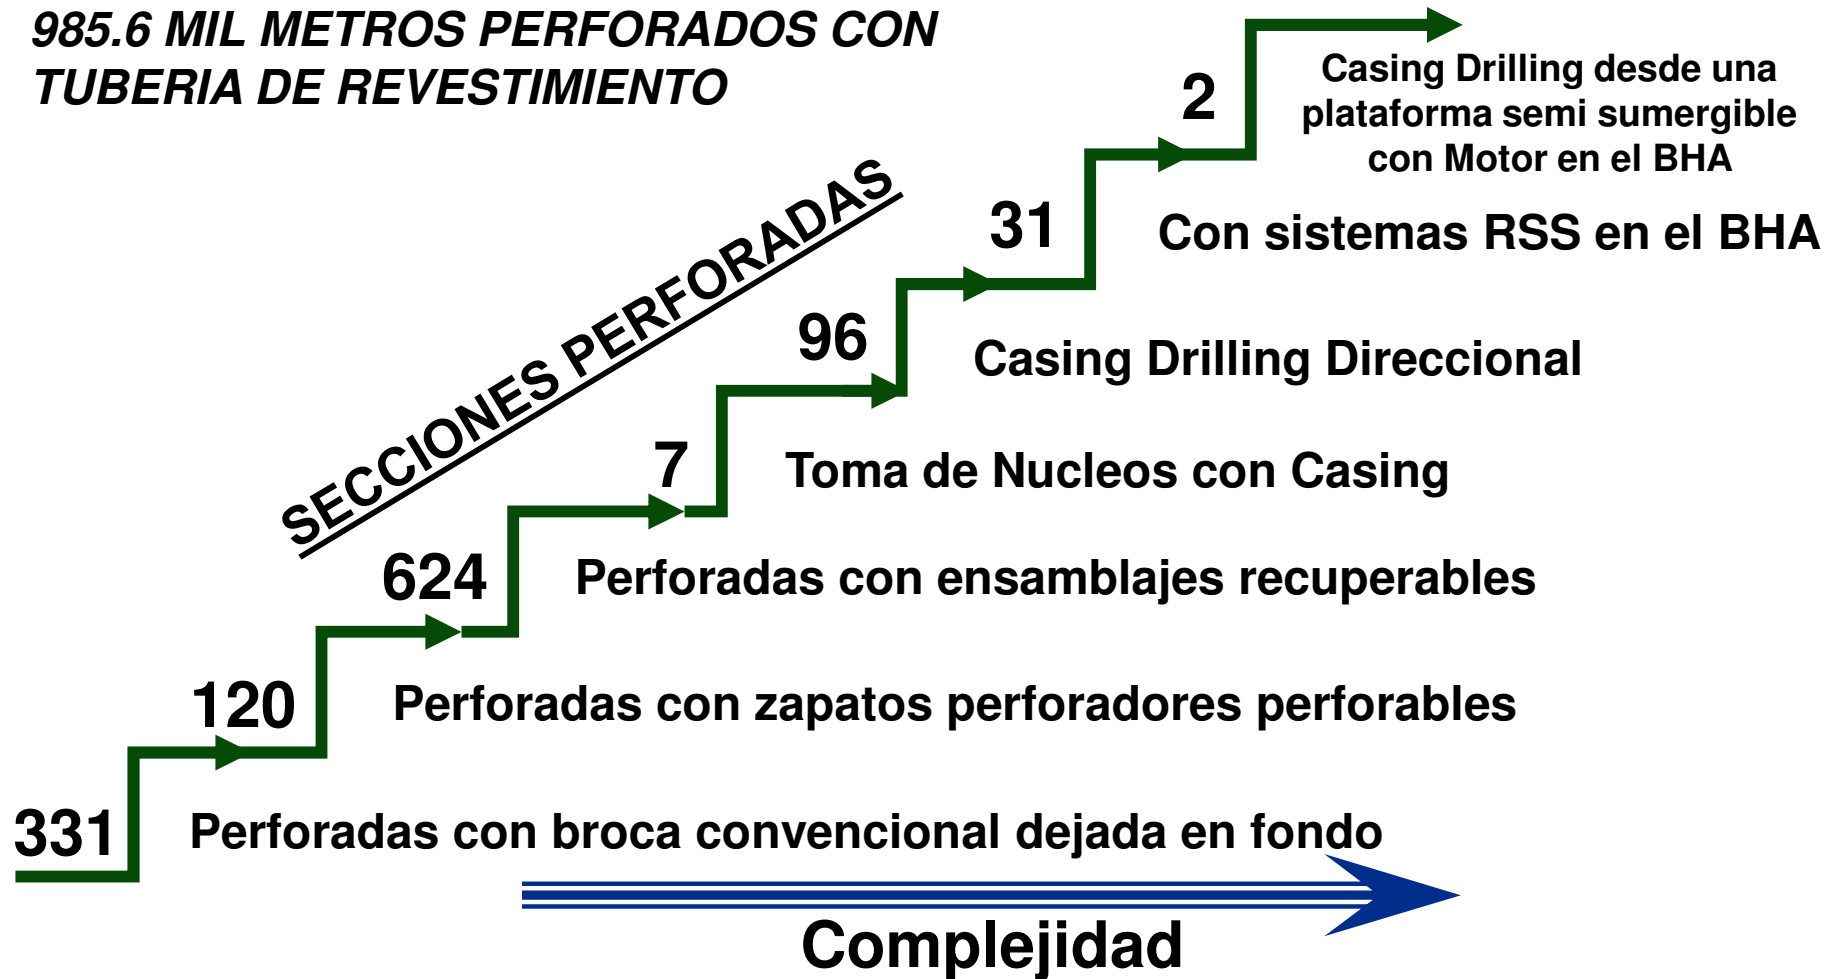 985.6 MIL METROS PERFORADOS CON
TUBERIA DE REVESTIMIENTO
2
Casing Drilling desde una
plataforma semi sumergible
con Motor en el BHA
31
Con sistemas RSS en el BHA
SECCIONES PERFORADAS
96
Casing Drilling Direccional
7
Toma de Nucleos con Casing
624
Perforadas con ensamblajes recuperables
120
Perforadas con zapatos perforadores perforables
331
Perforadas con broca convencional dejada en fondo
Complejidad